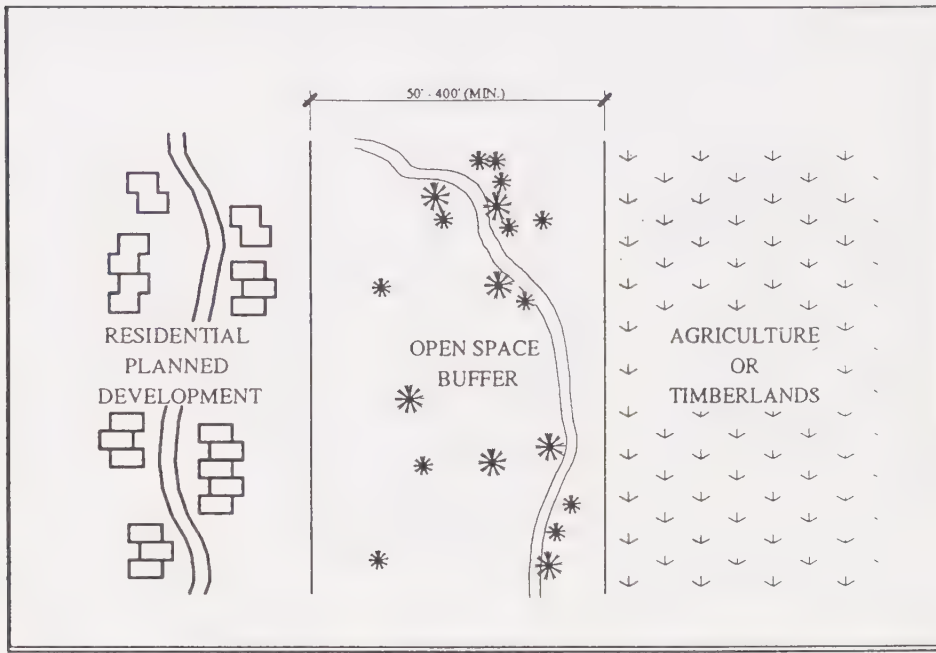 50' - 400' (MIN.)
RESIDENTIAL
PLANNED
DEVELOPMENT
OPEN SPACE
BUFFER
AGRICULTURE
OR
TIMBERLANDS